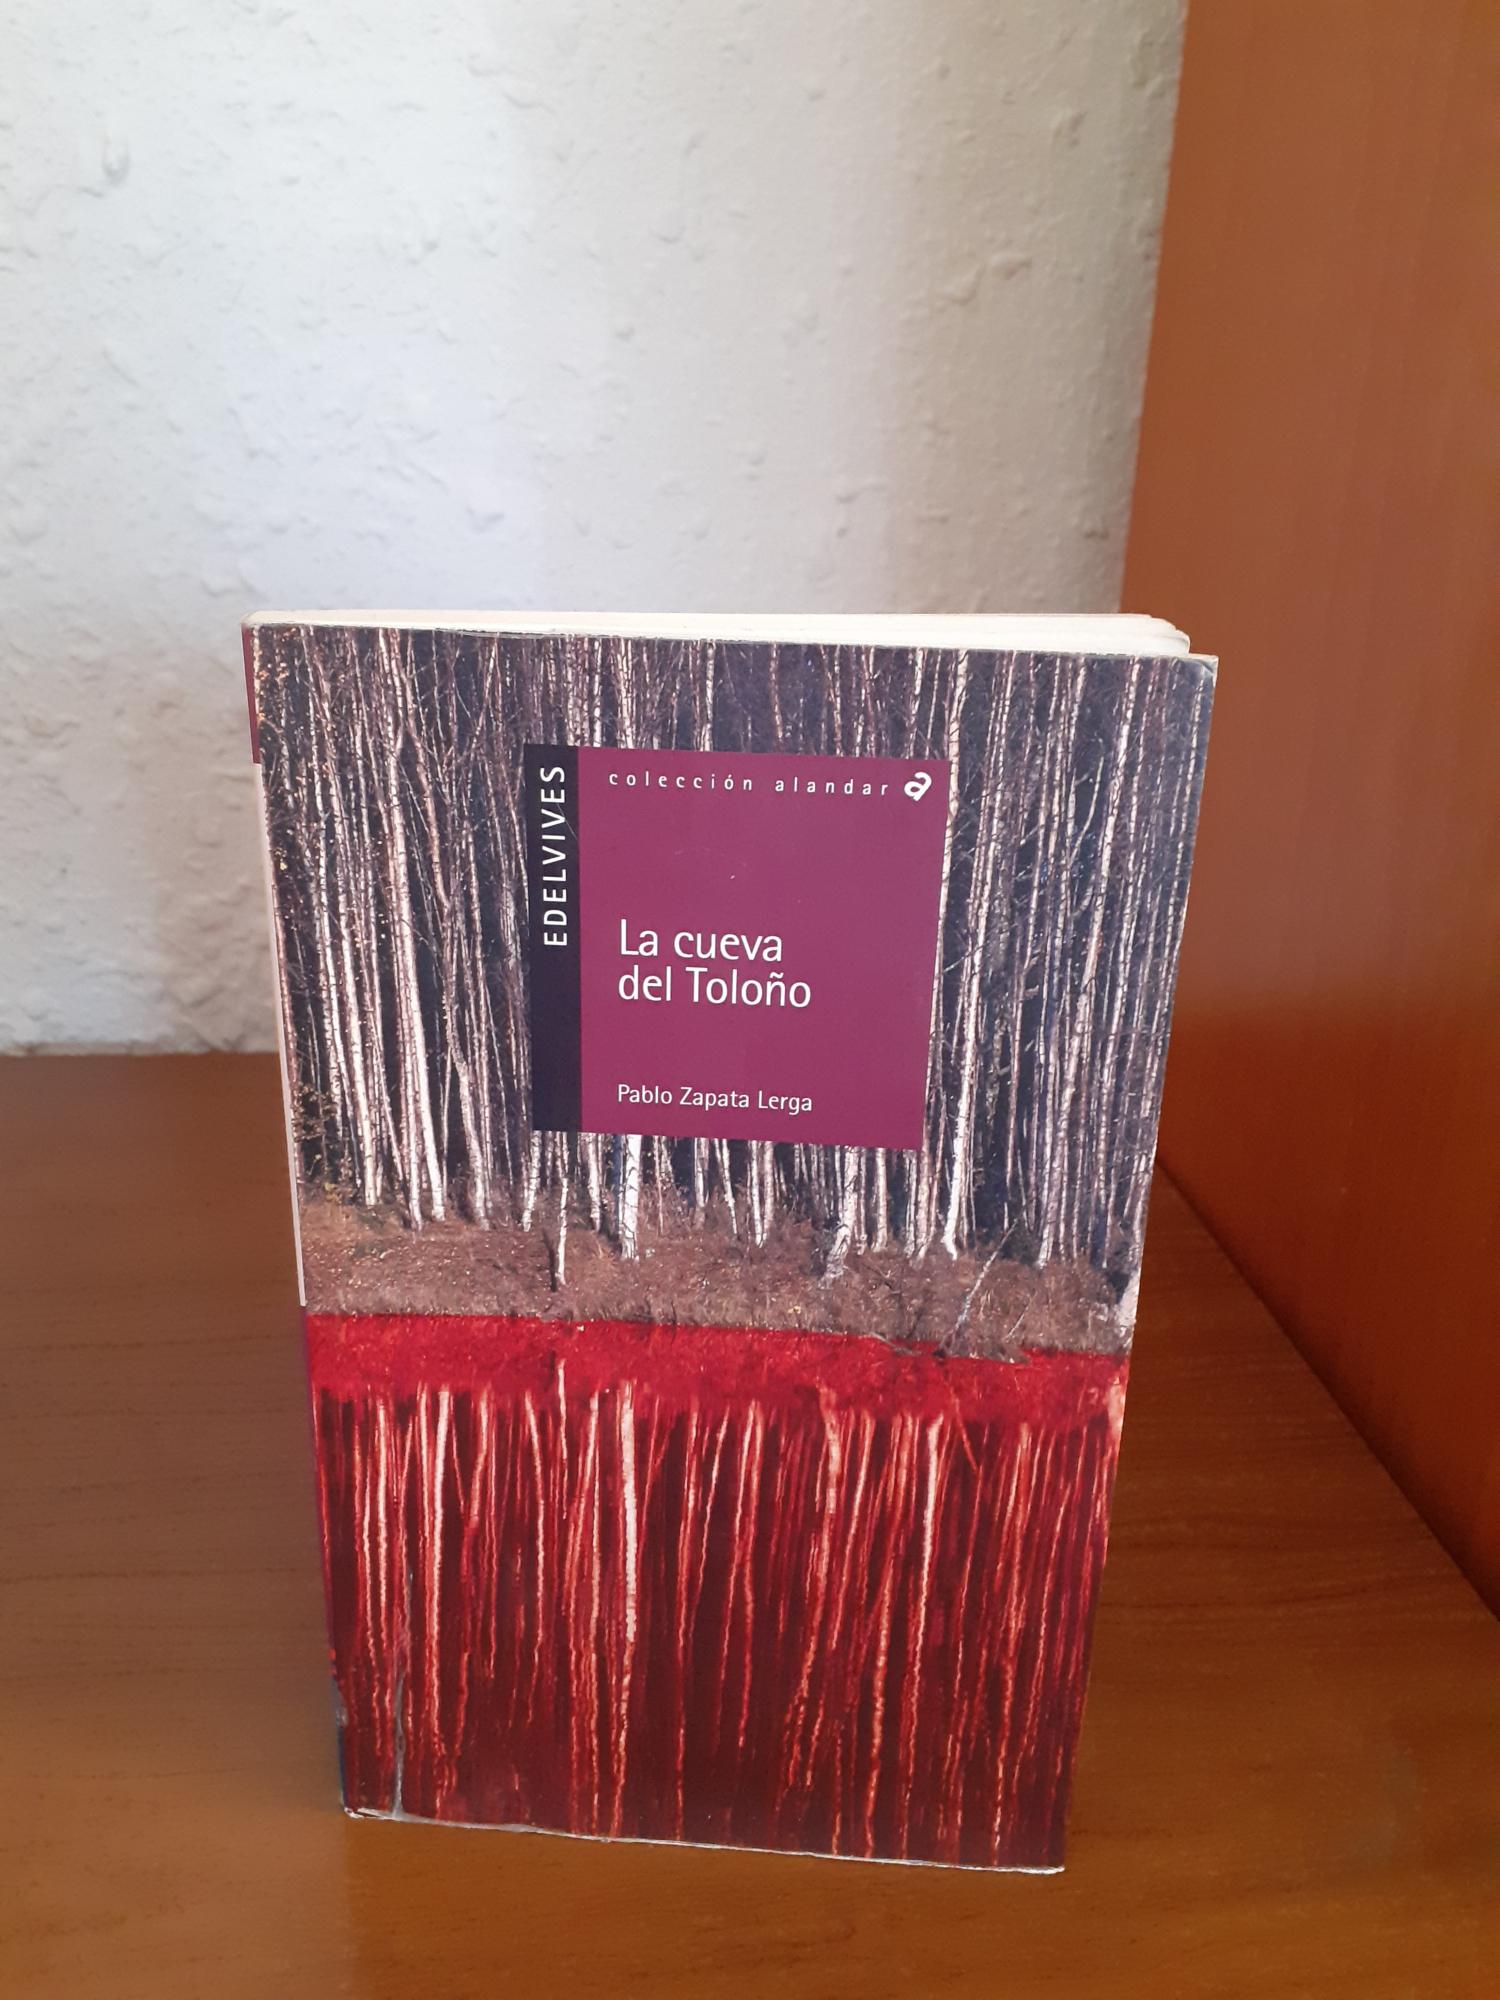 EDELVIVES
colección alandar a
La cueva
del Toloño
Pablo Zapata Lerga